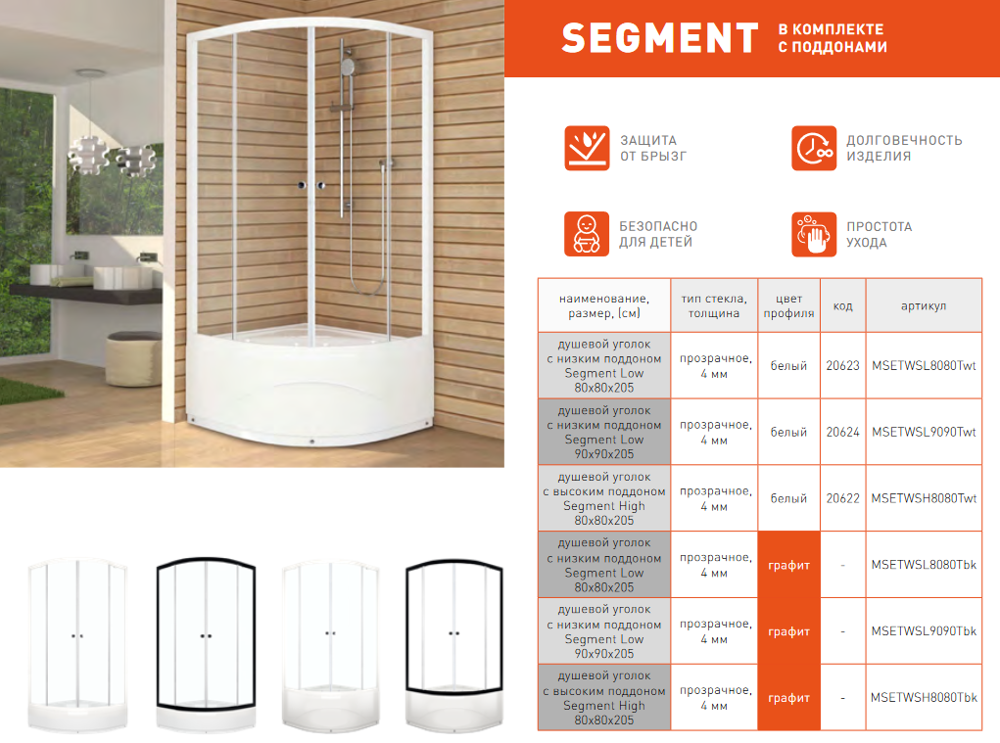 SEGMENT
В КОМПЛЕКТЕ
С ПОДДОНАМИ
ЗАЩИТА
ОТ БРЫЗГ
ДОЛГОВЕЧНОСТЬ
ИЗДЕЛИЯ
БЕЗОПАСНО
ДЛЯ ДЕТЕЙ
ПРОСТОТА
УХОДА
наименование,
размер, (см)
тип стекла,
толщина
цвет
профиля
код
артикул
душевой уголок
с низким поддоном
Segment Low
80x80x205
прозрачное,
4 мм
белый
20623
MSETWSL8080Twt
душевой уголок
с низким поддоном
Segment Low
90x90x205
прозрачное,
4 мм
белый
20624
MSETWSL9090Twt
душевой уголок
с высоким поддоном
Segment High
80x80x205
прозрачное,
4 мм
белый
20622
MSETWSH8080Twt
душевой уголок
с низким поддоном
Segment Low
80x80x205
прозрачное,
4 мм
графит
-
MSETWSL8080Tbk
душевой уголок
с низким поддоном
Segment Low
90x90x205
прозрачное,
4 мм
графит
-
MSETWSL9090Tbk
душевой уголок
с высоким поддоном
Segment High
80x80x205
прозрачное,
4 мм
графит
-
MSETWSH8080Tbk